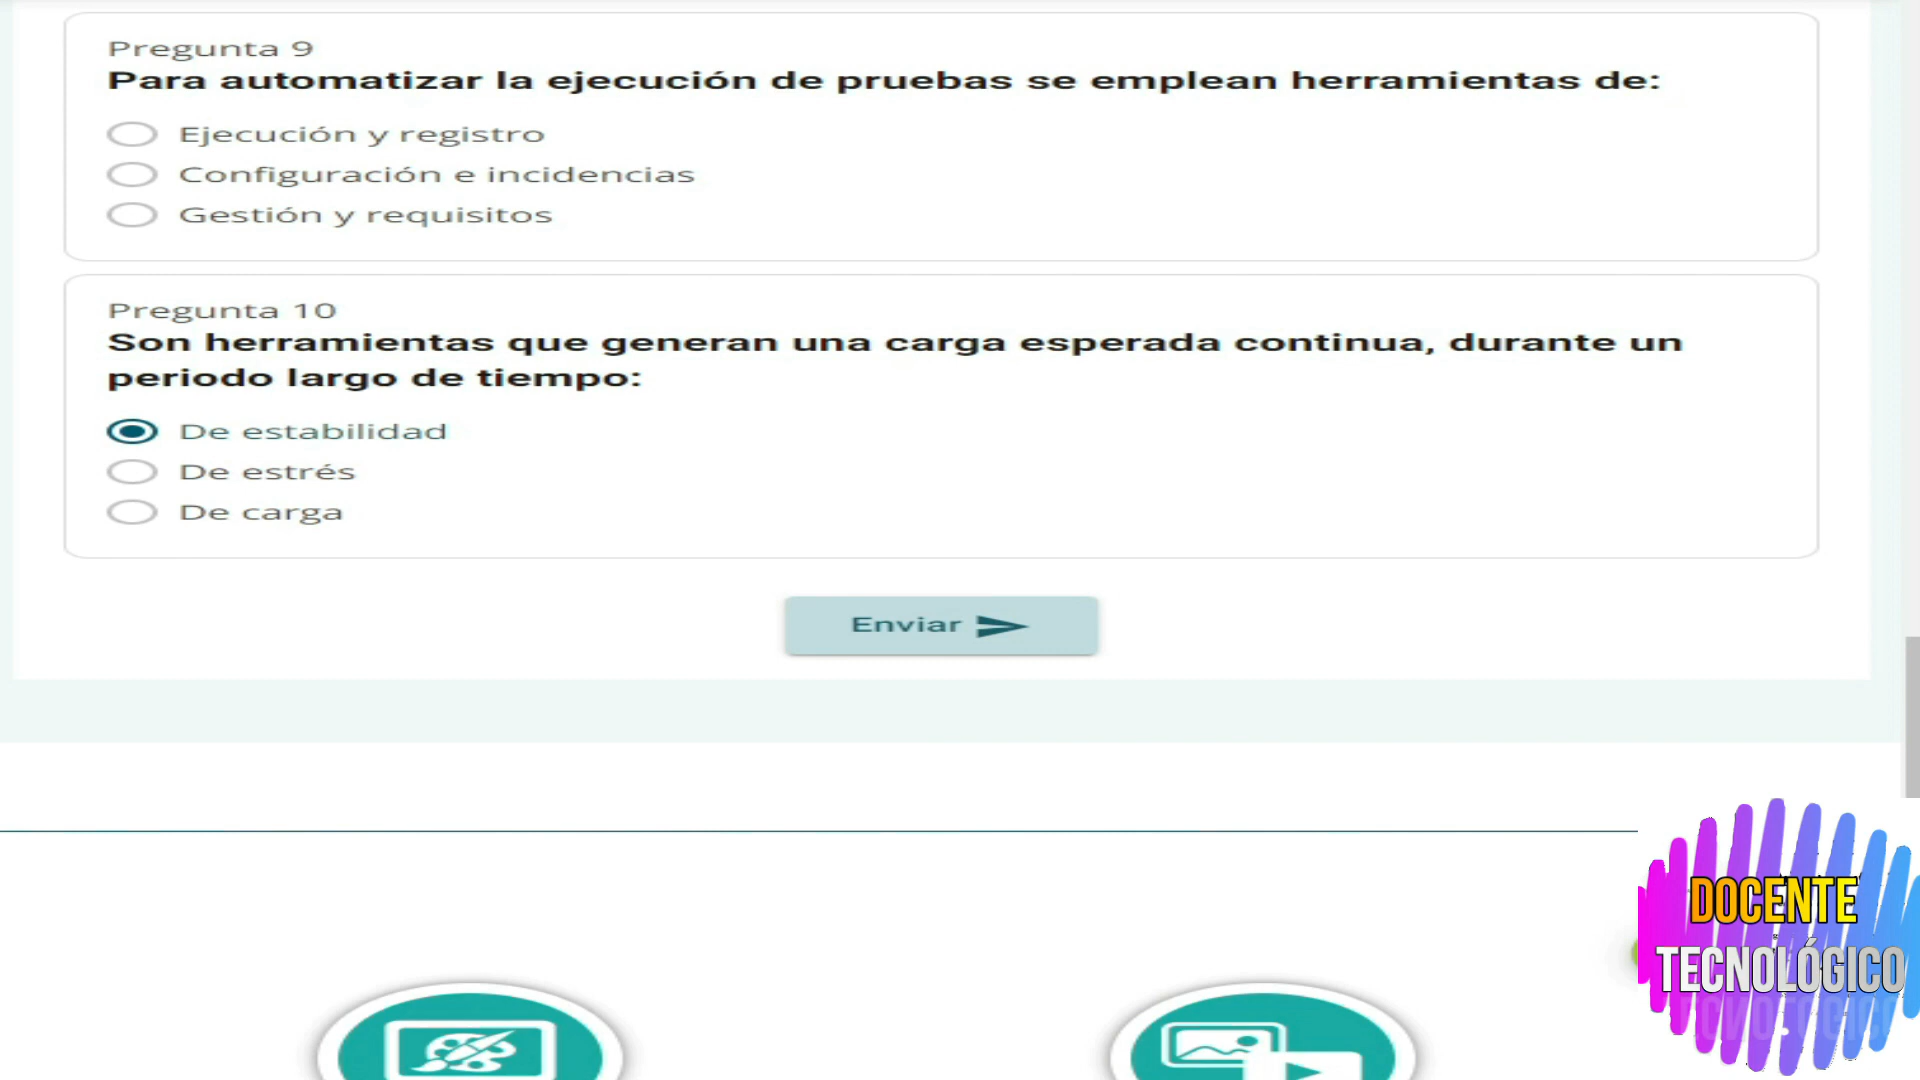 Pregunta 9
Para automatizar la ejecución de pruebas se emplean herramientas de:
Ejecución y registro
Configuración e incidencias
Gestión y requisitos
Pregunta 10
Son herramientas que generan una carga esperada continua, durante un
periodo largo de tiempo:
De estabilidad
De estrés
De carga
Enviar
DOCENTE
TECNOLÓGICO